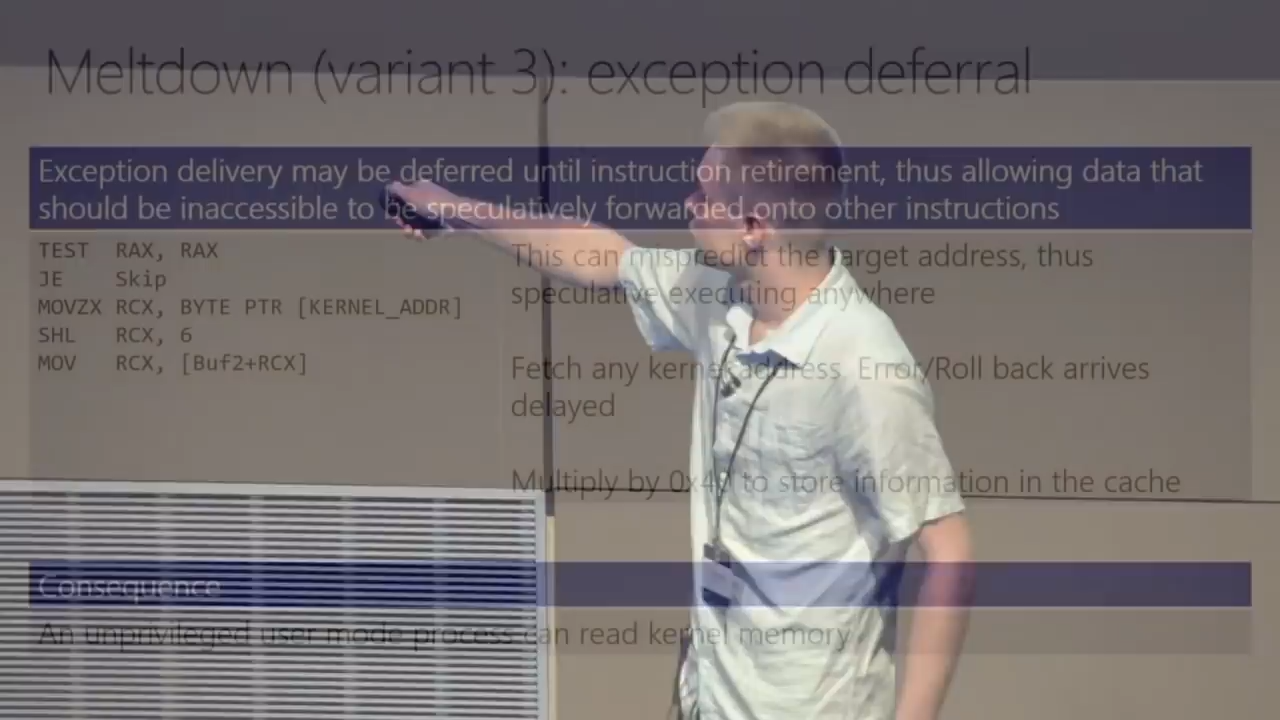 Meltdown (variant 3): exception deferral
Exception delivery may be deferred until instruction retirement, thus allowing data that
should be inaccessible to be speculatively forwarded onto other instructions
TEST RAX, RAX
JE Skip
MOVZX RCX, BYTE PTR [KERNEL_ADDR]
SHL RCX, 6
MOV RCX, [Buf2+RCX]
This can mispredict the target address, thus
speculative executing anywhere
Fetch any kernel address. Error/Roll back arrives
delayed
Multiply by 0x40 to store information in the cache
Consequence
An unprivileged user mode process can read kernel memory